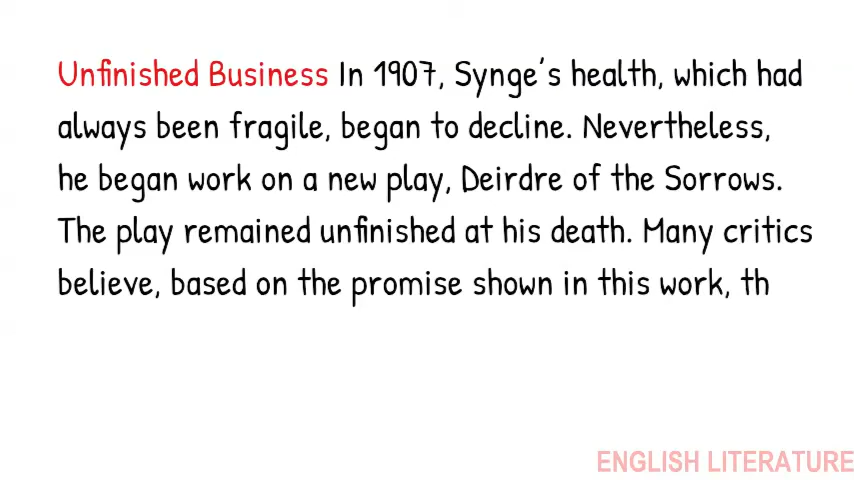 Unfinished Business In 1907, Synge's health, which had
always been fragile, began to decline. Nevertheless,
he began work on a new play, Deirdre of the Sorrows.
The play remained unfinished at his death. Many critics
believe, based on the promise shown in this work, th
ENGLISH LITERATURE